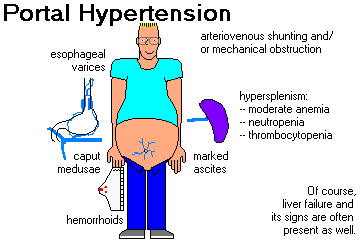 Portal Hypertension
arteriovenous shunting and/
or mechanical obstruction
esophageal
varices
hypersplenism:
-- moderate anemia
-- neutropenia
-- thrombocytopenia
caput
medusae
marked
ascites
hemorrhoids
Of course,
liver failure and
its signs are often
present as well.